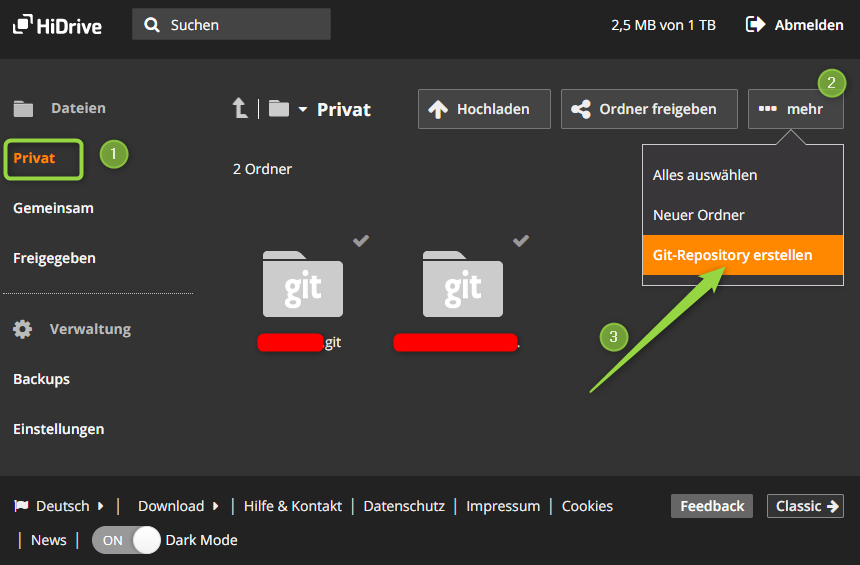 HiDrive
Suchen
2,5 MB von 1 TB
Abmelden
2
Dateien
Privat
Hochladen
Ordner freigeben
mehr
Privat
1
2 Ordner
Alles auswählen
Neuer Ordner
Git-Repository erstellen
Gemeinsam
Freigegeben
git
git
Verwaltung
3
git
.
Backups
Einstellungen
Deutsch | Download | Hilfe & Kontakt | Datenschutz | Impressum | Cookies
Feedback
Classic
| News | ON Dark Mode